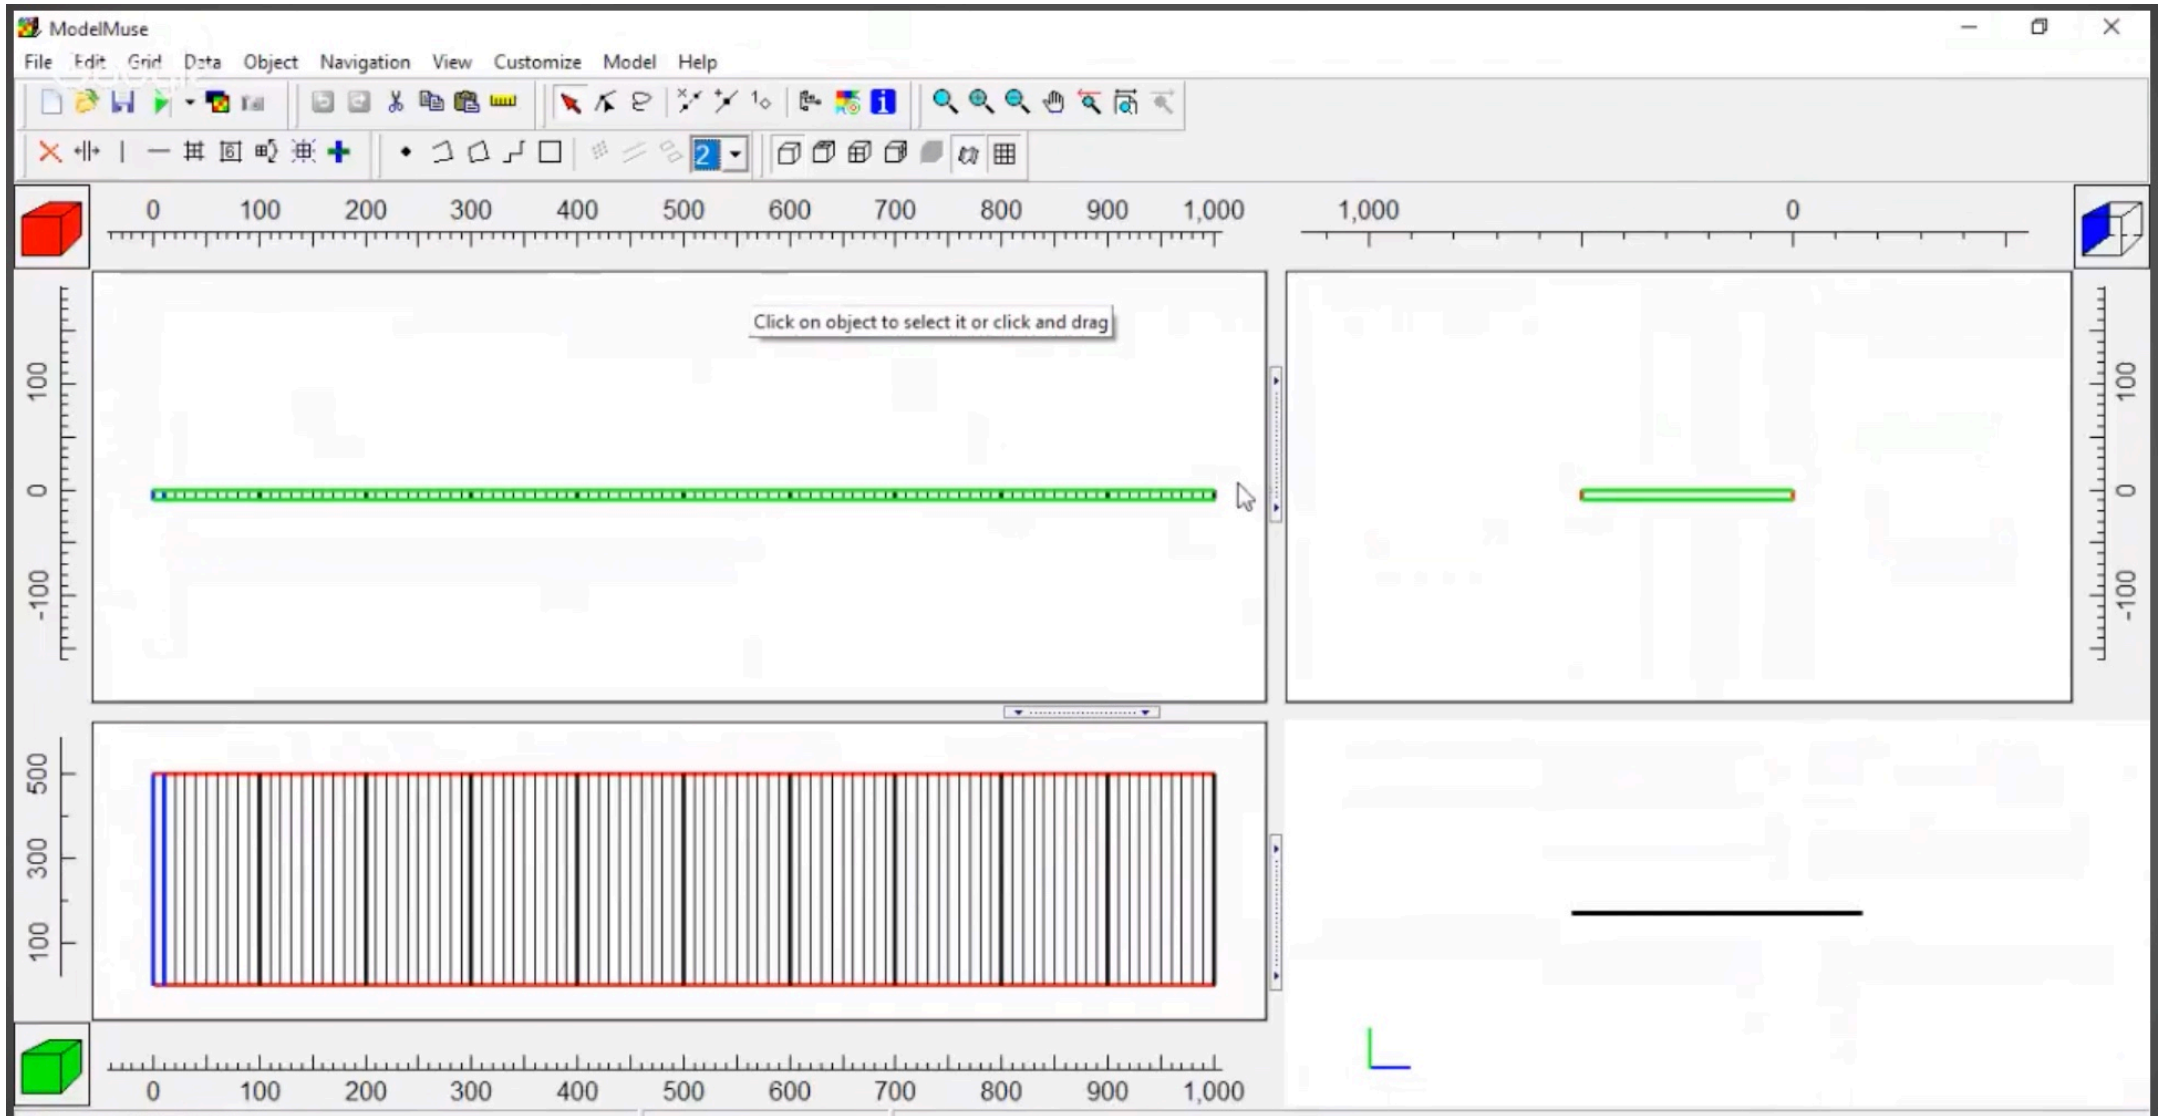 ModelMuse
File Edit Grid Data Object Navigation View Customize Model Help
2
0 100 200 300 400 500 600 700 800 900 1,000
1,000 0
Click on object to select it or click and drag
100
0
-100
100
0
-100
500
300
100
0 100 200 300 400 500 600 700 800 900 1,000